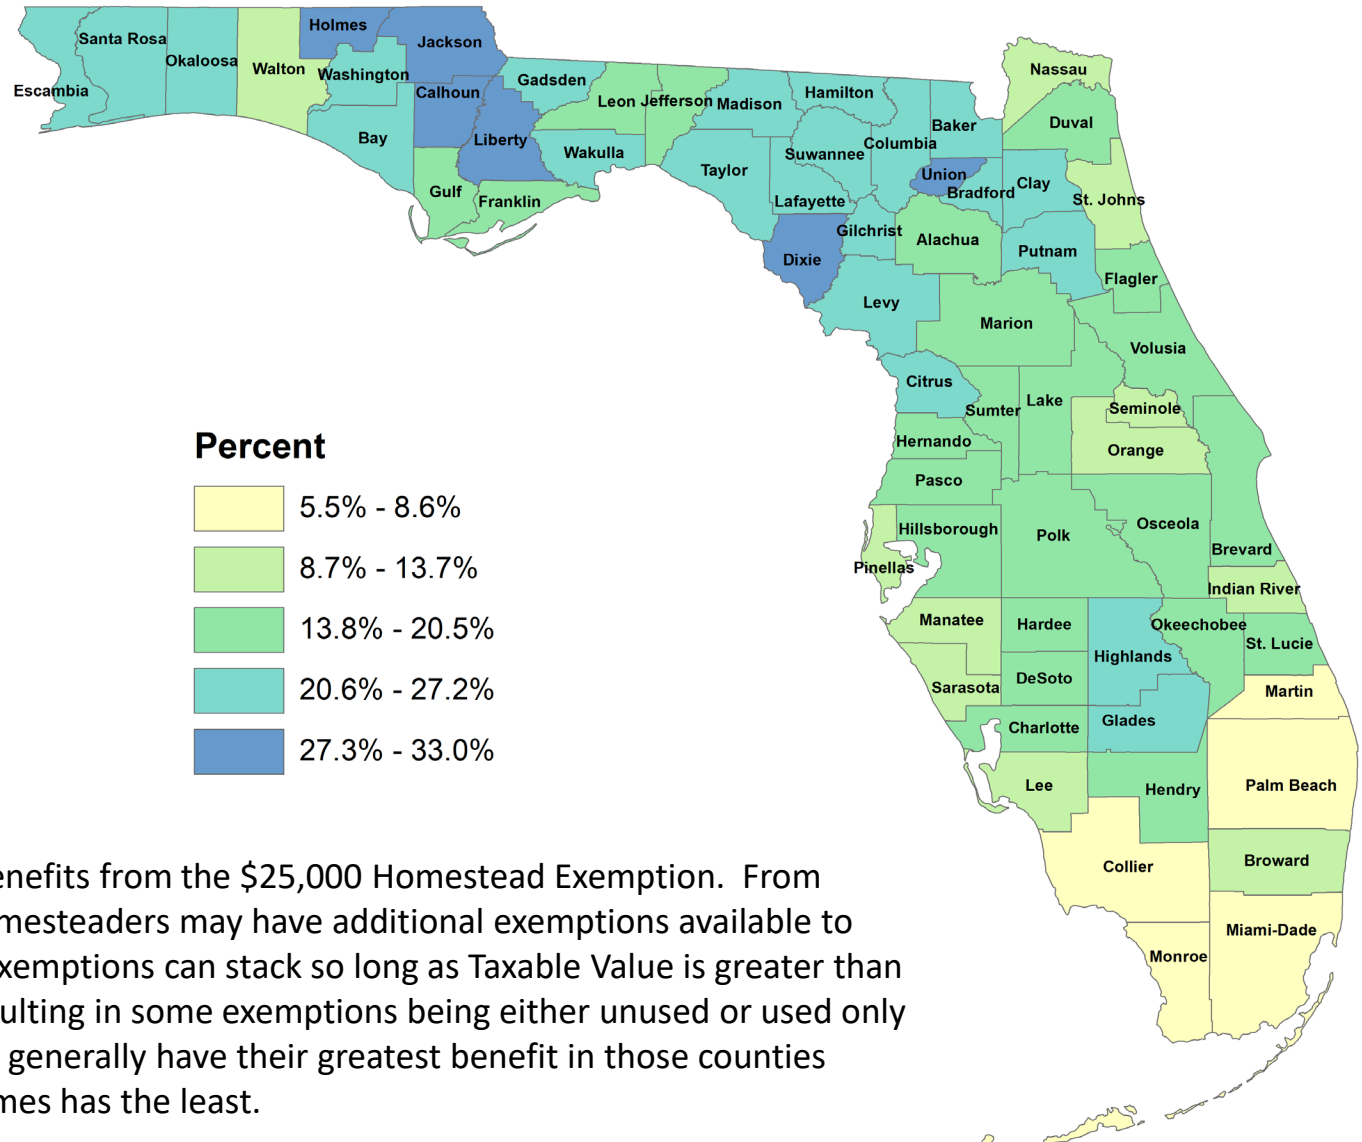 Holmes
Jackson
Santa Rosa
Okaloosa
Walton
Washington
Escambia
Calhoun
Bay
Liberty
Gulf
Franklin
Gadsden
Leon
Jefferson
Madison
Hamilton
Wakulla
Taylor
Suwannee
Columbia
Baker
Lafayette
Union
Bradford
Clay
Nassau
Duval
St. Johns
Dixie
Gilchrist
Alachua
Putnam
Flagler
Levy
Marion
Volusia
Citrus
Sumter
Lake
Seminole
Orange
Hernando
Pasco
Hillsborough
Polk
Osceola
Brevard
Pinellas
Indian River
Manatee
Hardee
Okeechobee
St. Lucie
Highlands
Sarasota
DeSoto
Martin
Charlotte
Glades
Lee
Hendry
Palm Beach
Collier
Broward
Miami-Dade
Monroe
Percent
5.5% - 8.6%
8.7% - 13.7%
13.8% - 20.5%
20.6% - 27.2%
27.3% - 33.0%
enefits from the $25,000 Homestead Exemption. From
mesteaders may have additional exemptions available to
xemptions can stack so long as Taxable Value is greater than
ulting in some exemptions being either unused or used only
generally have their greatest benefit in those counties
mes has the least.